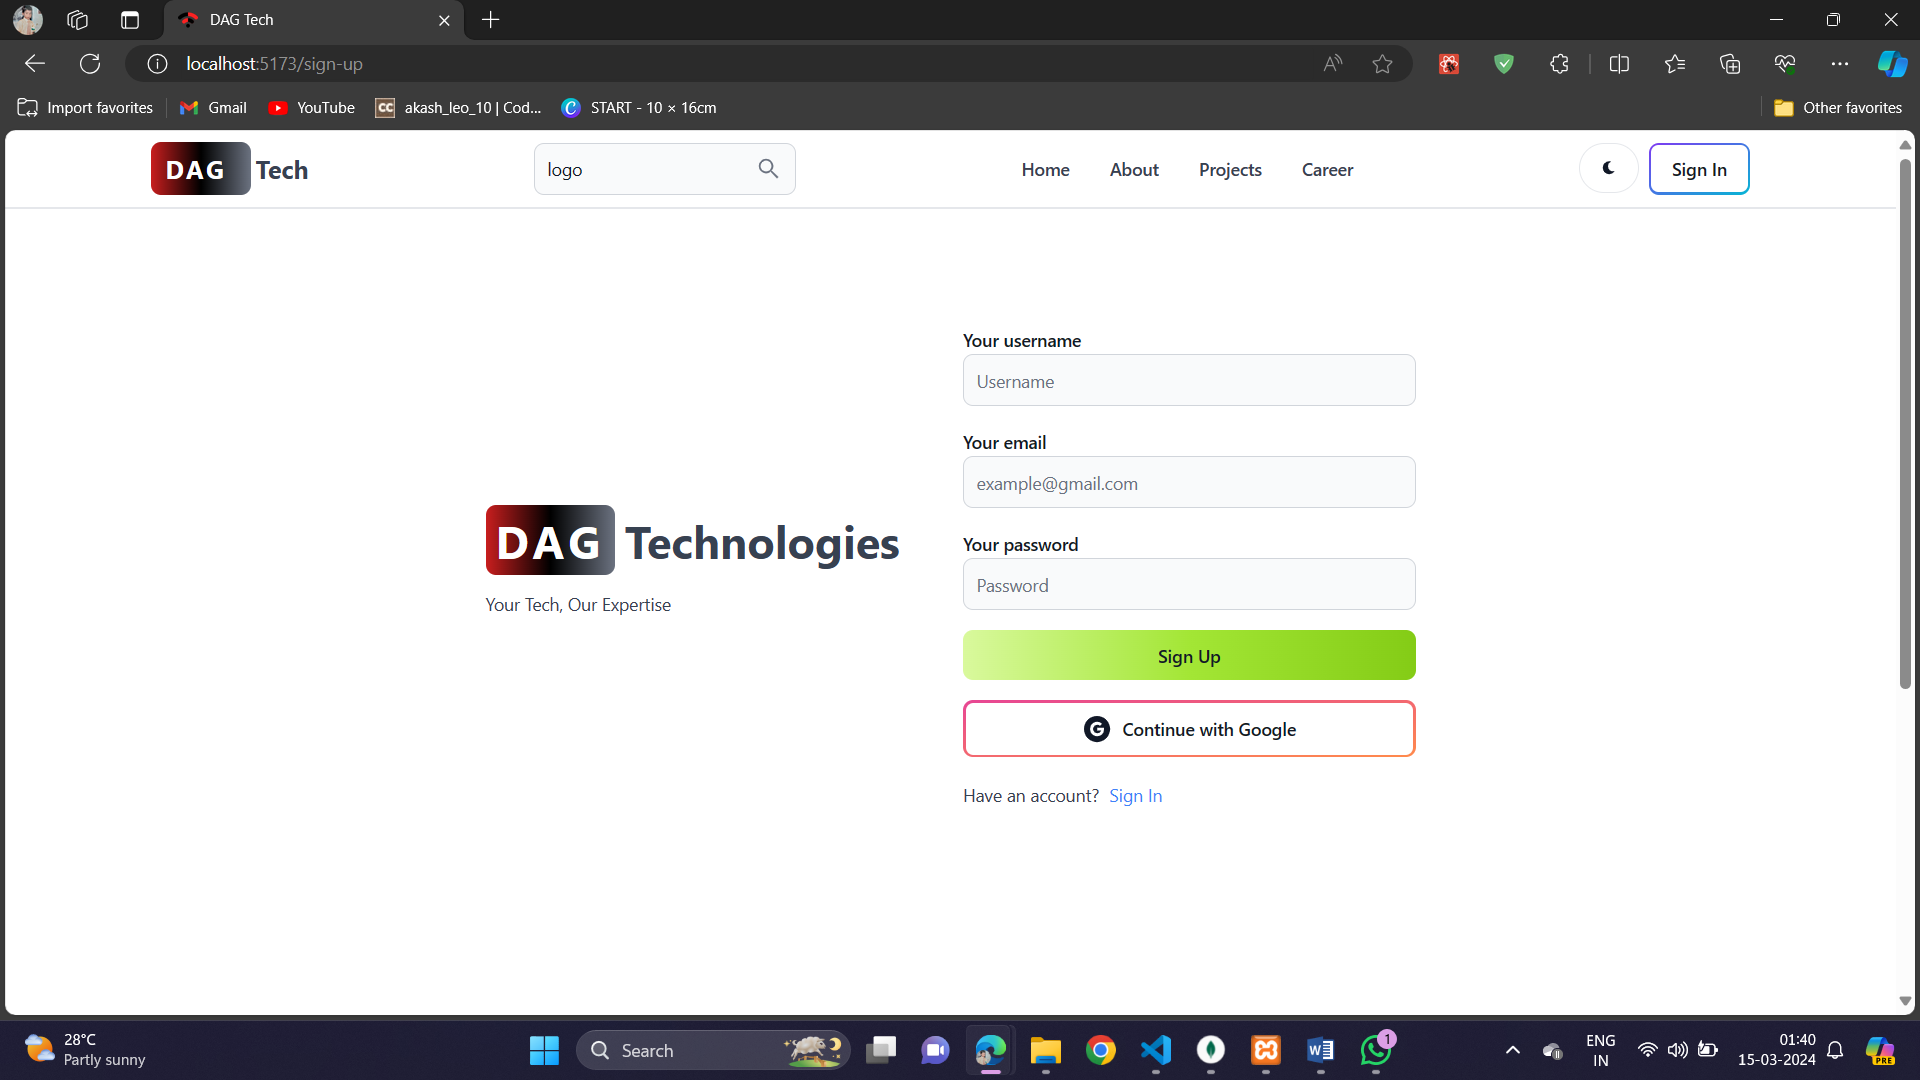 DAG Tech
localhost:5173/sign-up
Import favorites
Gmail
YouTube
CC
akash_leo_10 | Cod...
START - 10 × 16cm
Other favorites
DAG Tech
logo
Home
About
Projects
Career
Sign In
DAG Technologies
Your Tech, Our Expertise
Your username
Username
Your email
example@gmail.com
Your password
Password
Sign Up
G Continue with Google
Have an account? Sign In
28°C
Partly sunny
Search
1
ENG
IN
01:40
15-03-2024
PRE